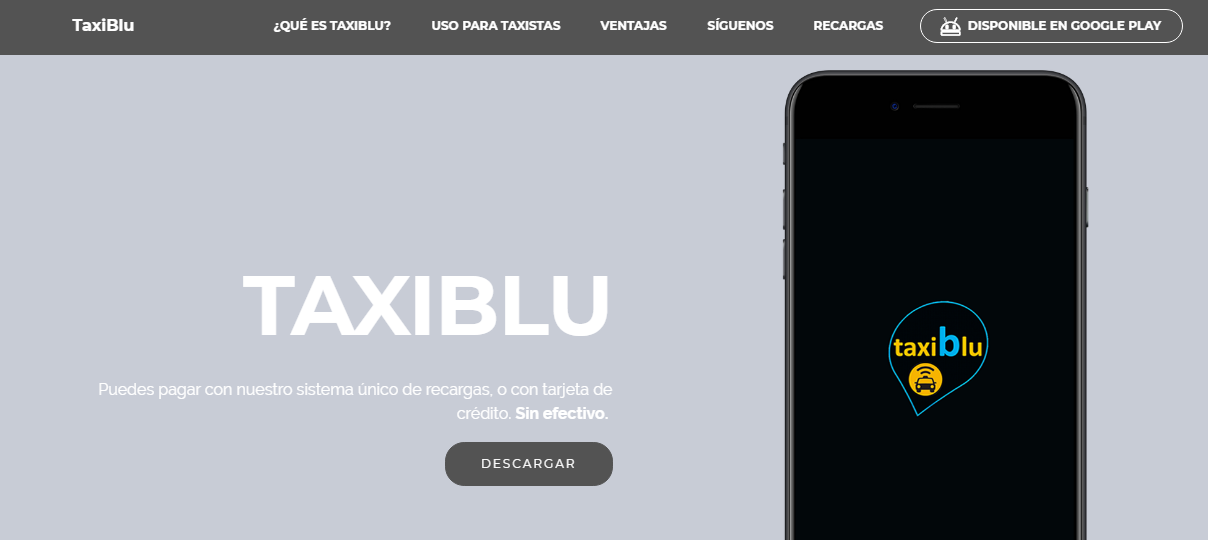 TaxiBlu
¿QUÉ ES TAXIBLU?
USO PARA TAXISTAS
VENTAJAS
SÍGUENOS
RECARGAS
DISPONIBLE EN GOOGLE PLAY
TAXIBLU
Puedes pagar con nuestro sistema único de recargas, o con tarjeta de
crédito. Sin efectivo.
DESCARGAR
taxiblu